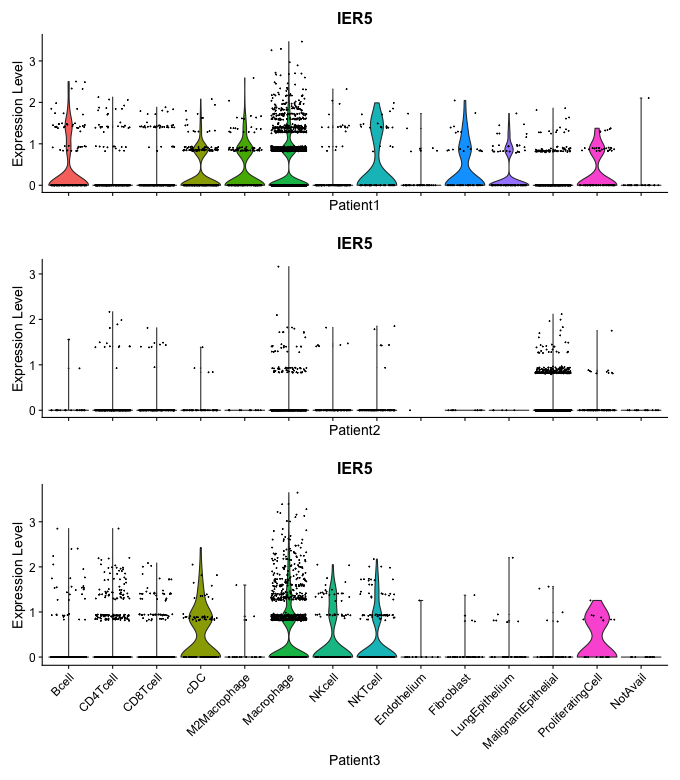 IER5
Expression Level
3
2
1
0
Patient1
IER5
Expression Level
3
2
1
0
Patient2
IER5
Expression Level
3
2
1
0
Bcell
CD4Tcell
CD8Tcell
cDC
M2Macrophage
Macrophage
NKcell
NKTcell
Endothelium
Fibroblast
LungEpithelium
MalignantEpithelial
ProliferatingCell
NotAvail
Patient3